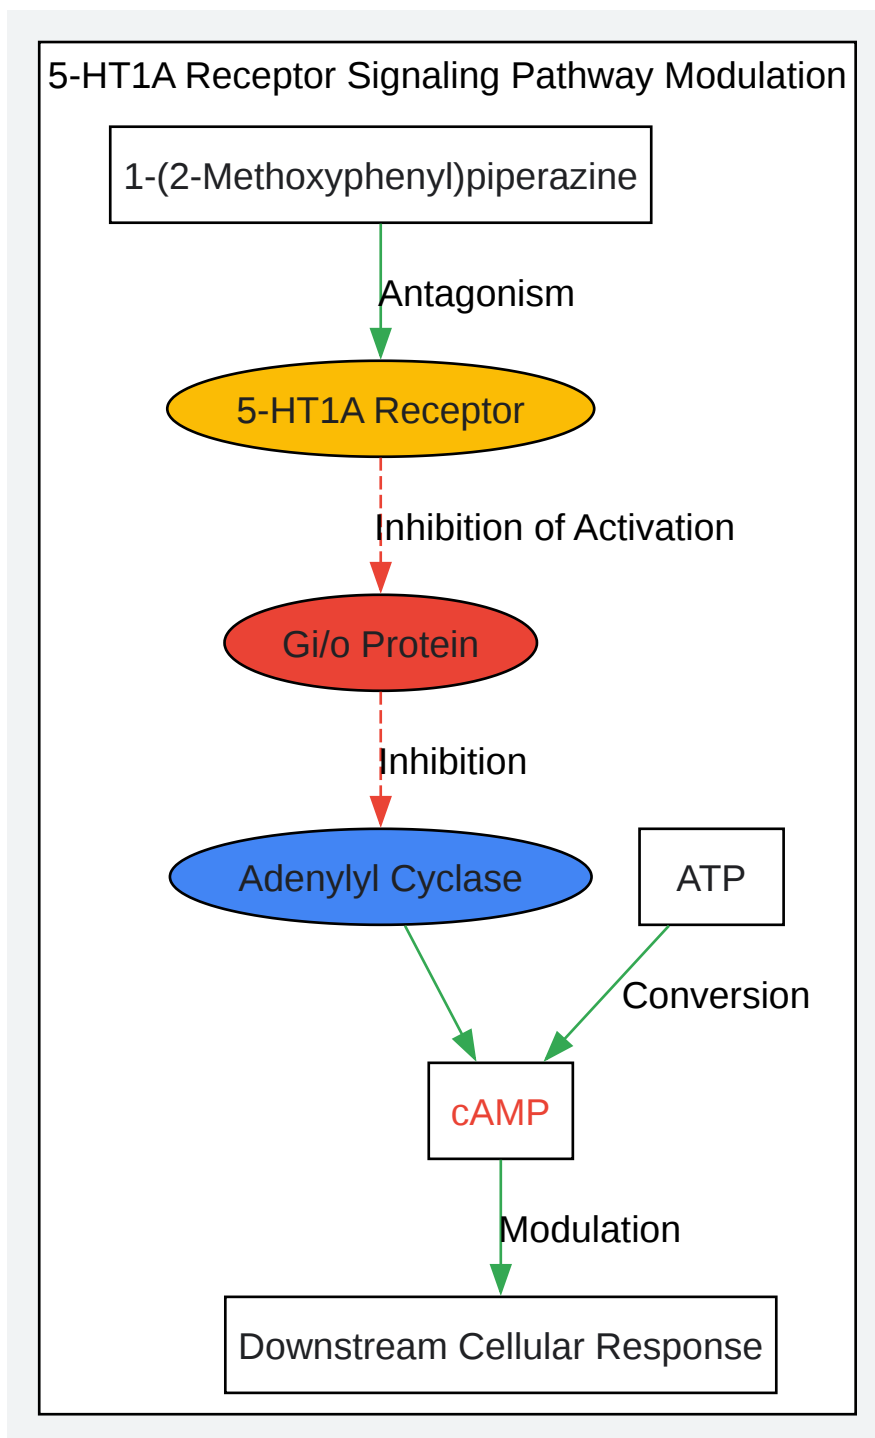 5-HT1A Receptor Signaling Pathway Modulation
1-(2-Methoxyphenyl)piperazine
Antagonism
5-HT1A Receptor
Inhibition of Activation
Gi/o Protein
Inhibition
Adenylyl Cyclase
ATP
Conversion
cAMP
Modulation
Downstream Cellular Response